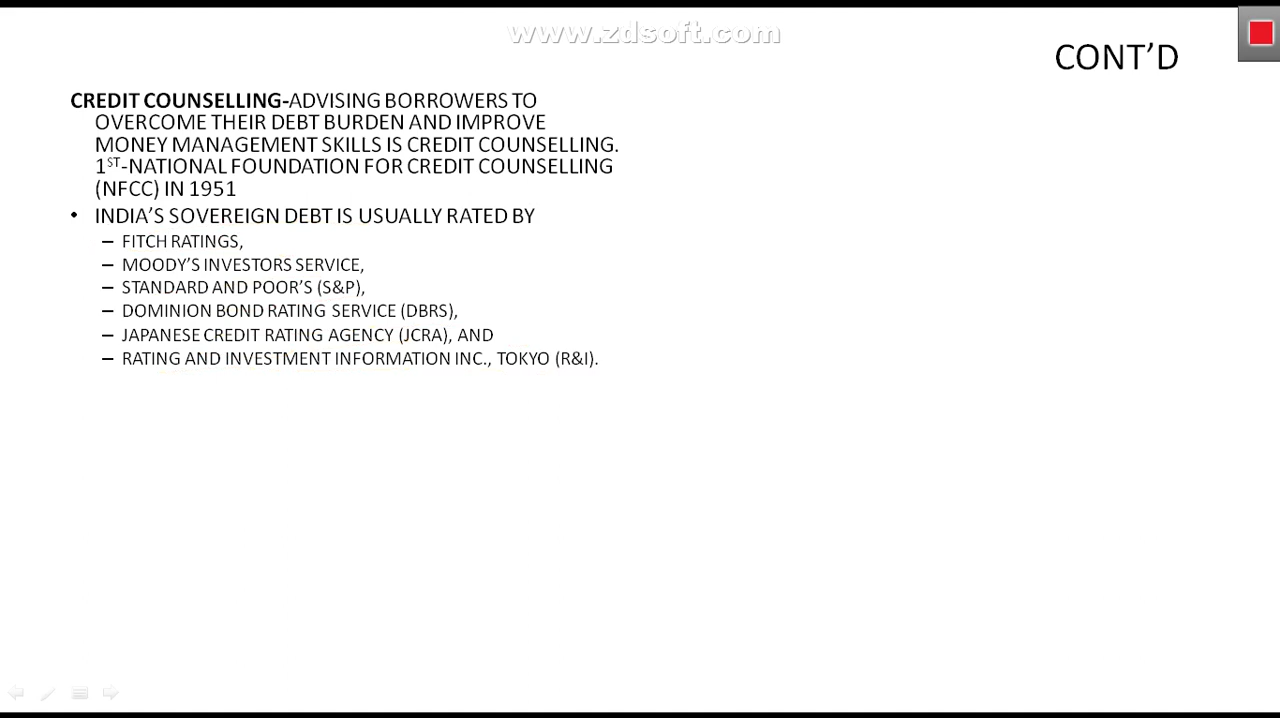 www.zdsoft.com
CONT’D
CREDIT COUNSELLING-ADVISING BORROWERS TO
OVERCOME THEIR DEBT BURDEN AND IMPROVE
MONEY MANAGEMENT SKILLS IS CREDIT COUNSELLING.
1ST-NATIONAL FOUNDATION FOR CREDIT COUNSELLING
(NFCC) IN 1951
• INDIA’S SOVEREIGN DEBT IS USUALLY RATED BY
– FITCH RATINGS,
– MOODY’S INVESTORS SERVICE,
– STANDARD AND POOR’S (S&P),
– DOMINION BOND RATING SERVICE (DBRS),
– JAPANESE CREDIT RATING AGENCY (JCRA), AND
– RATING AND INVESTMENT INFORMATION INC., TOKYO (R&I).